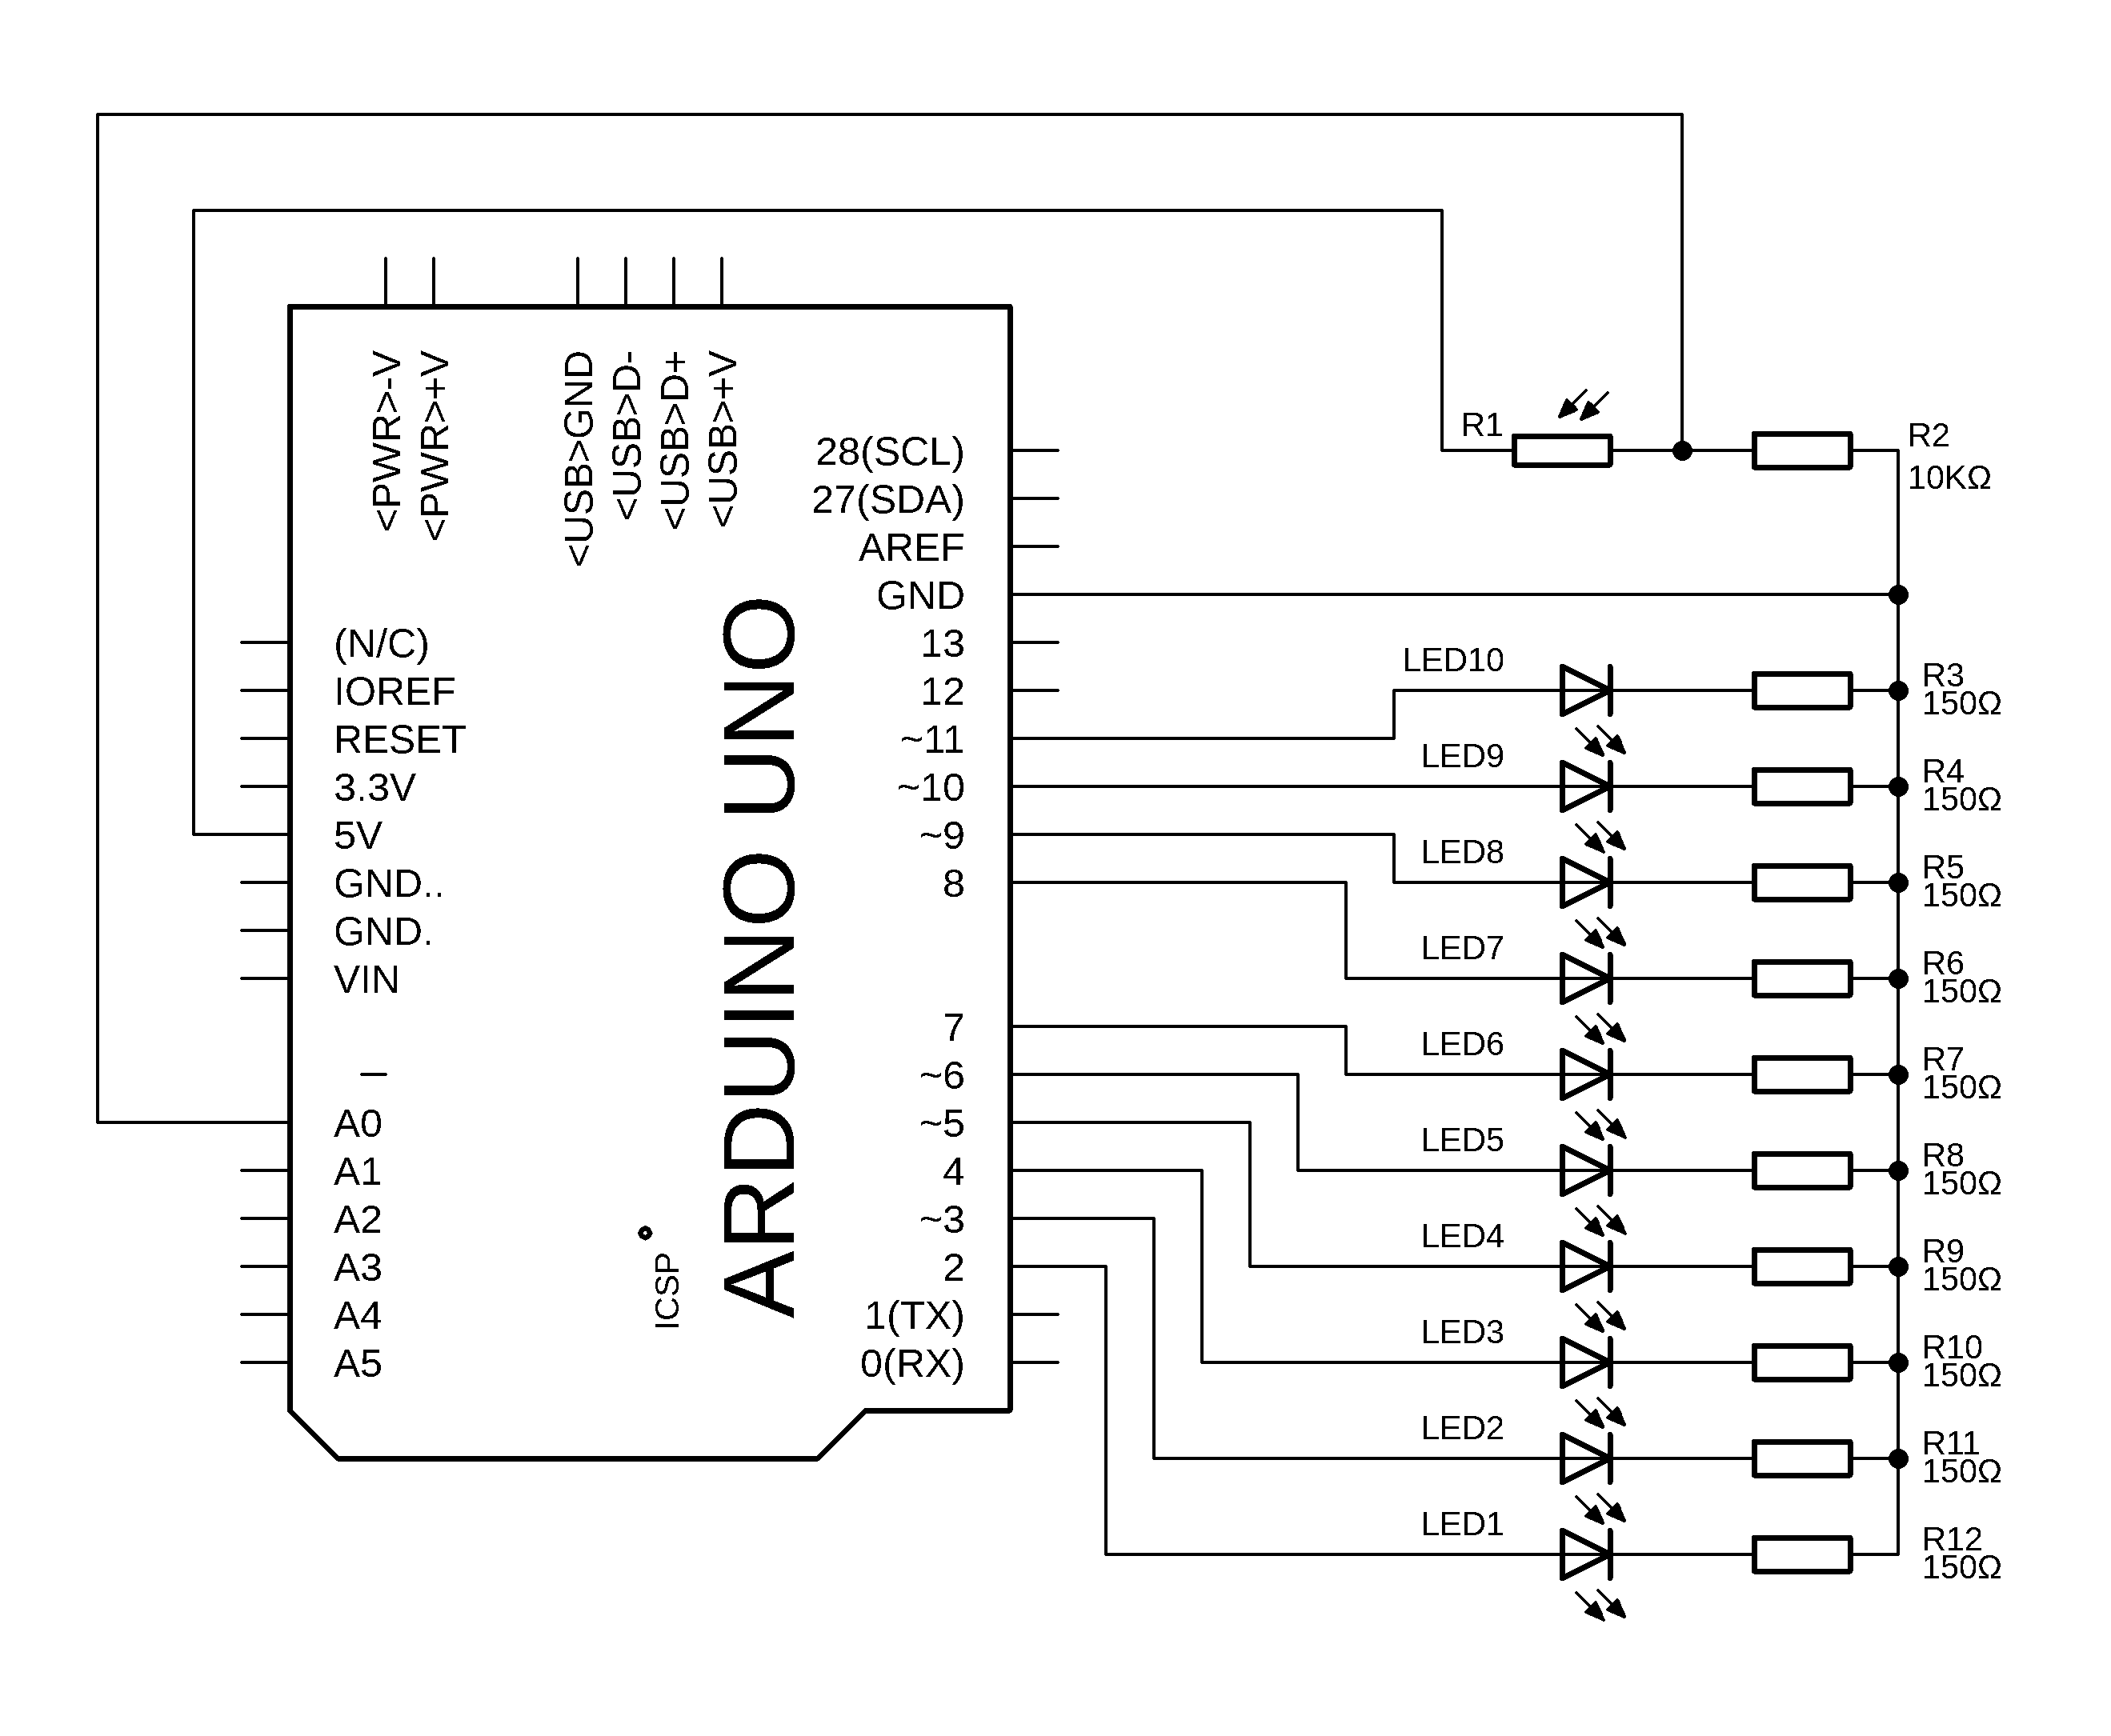 <PWR>-V
<PWR>+V
<USB>GND
<USB>D-
<USB>D+
<USB>+V
(N/C)
IOREF
RESET
3.3V
5V
GND..
GND.
VIN
_
A0
A1
A2
A3
A4
A5
ICSP
ARDUINO UNO
28(SCL)
27(SDA)
AREF
GND
13
12
~11
~10
~9
8
7
~6
~5
4
~3
2
1(TX)
0(RX)
R1
R2
10KΩ
LED10
R3
150Ω
LED9
R4
150Ω
LED8
R5
150Ω
LED7
R6
150Ω
LED6
R7
150Ω
LED5
R8
150Ω
LED4
R9
150Ω
LED3
R10
150Ω
LED2
R11
150Ω
LED1
R12
150Ω